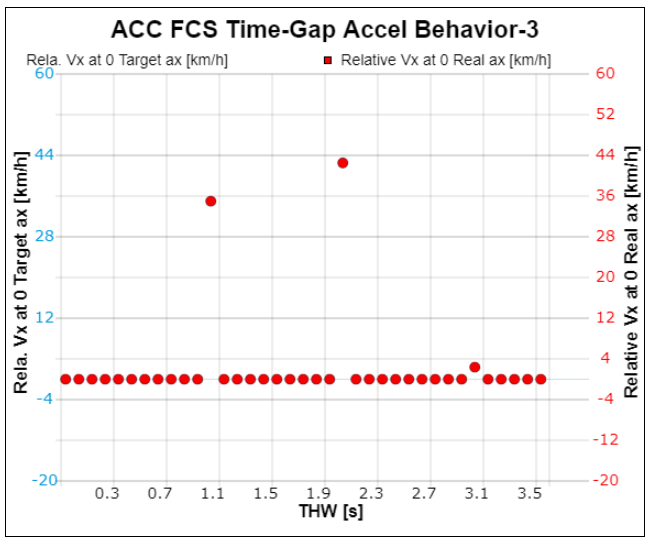 ACC FCS Time-Gap Accel Behavior-3
Rela. Vx at 0 Target ax [km/h]
Relative Vx at 0 Real ax [km/h]
60
44
28
12
-4
-20
Rela. Vx at 0 Target ax [km/h]
60
52
44
36
28
20
12
4
-4
-12
-20
Relative Vx at 0 Real ax [km/h]
0.3 0.7 1.1 1.5 1.9 2.3 2.7 3.1 3.5
THW [s]